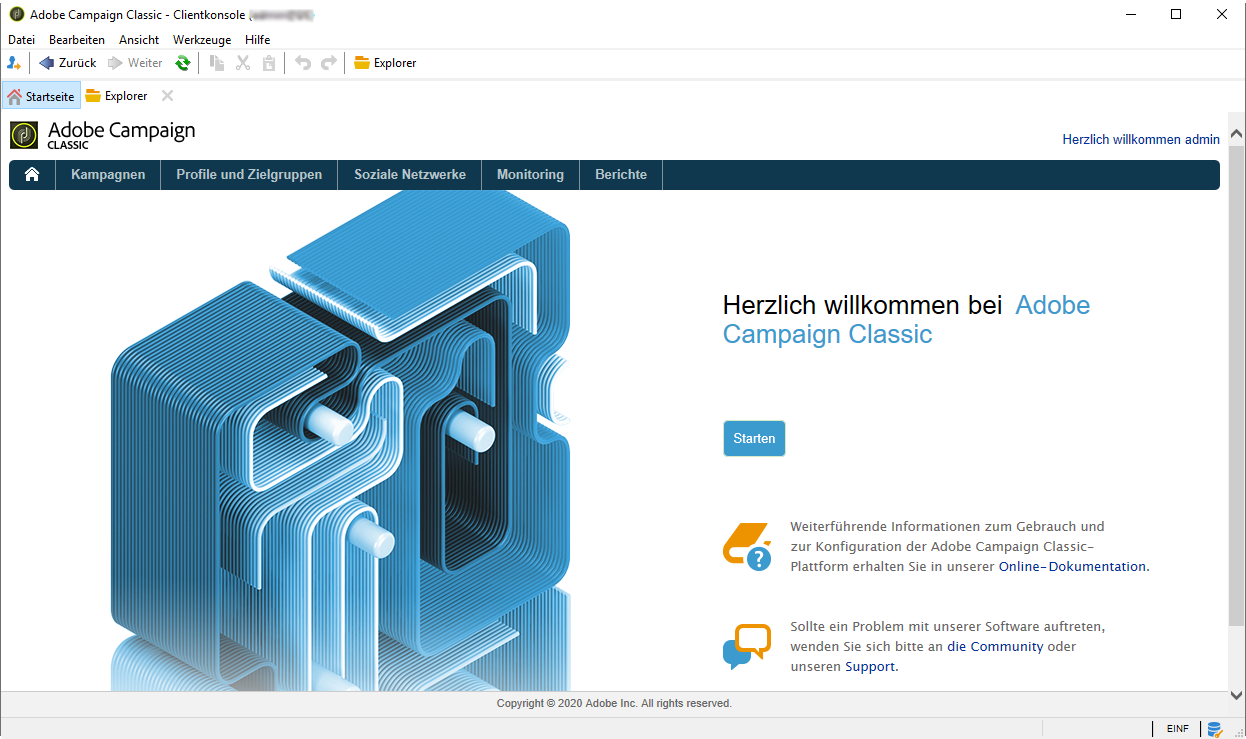 Adobe Campaign Classic - Clientkonsole
Datei Bearbeiten Ansicht Werkzeuge Hilfe
Zurück Weiter Explorer
Startseite Explorer
Adobe Campaign
CLASSIC
Herzlich willkommen admin
Kampagnen Profile und Zielgruppen Soziale Netzwerke Monitoring Berichte
Herzlich willkommen bei Adobe
Campaign Classic
Starten
Weiterführende Informationen zum Gebrauch und
zur Konfiguration der Adobe Campaign Classic-
Plattform erhalten Sie in unserer Online-Dokumentation.
Sollte ein Problem mit unserer Software auftreten,
wenden Sie sich bitte an die Community oder
unseren Support.
Copyright © 2020 Adobe Inc. All rights reserved.
EINF